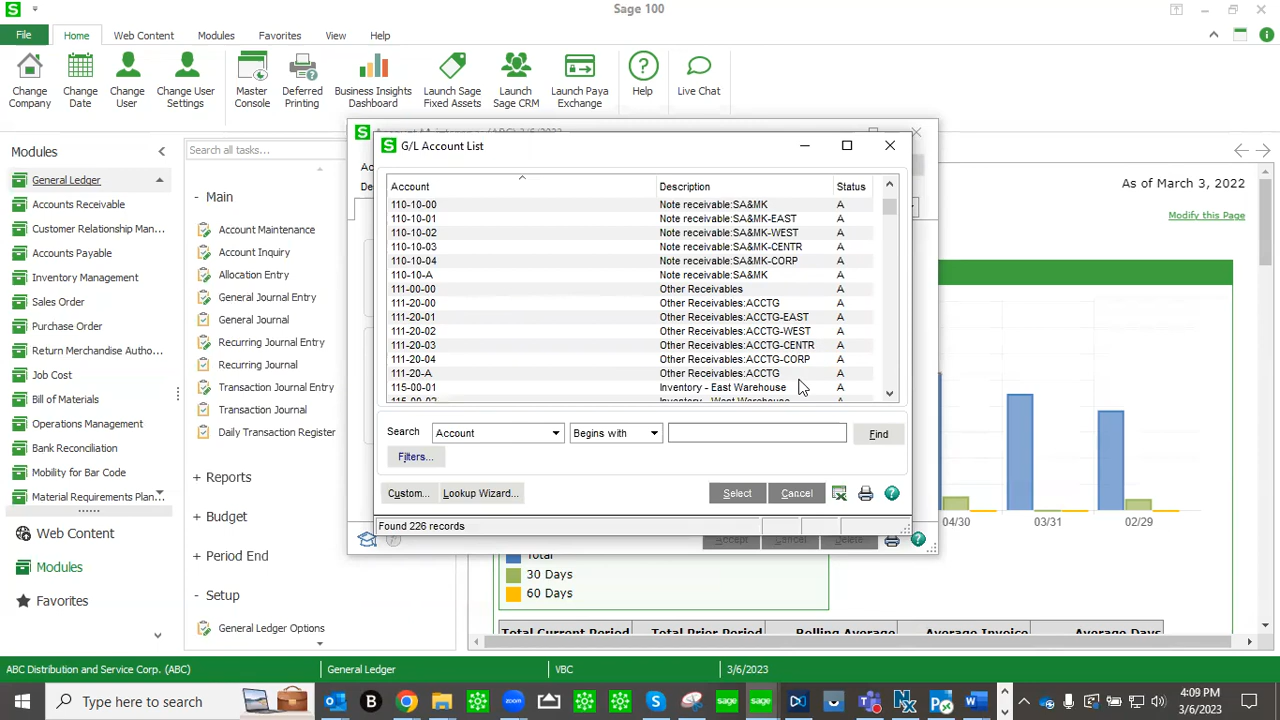 Sage 100
File Home Web Content Modules Favorites View Help
Change Company
Change Date
Change User
Change User Settings
Master Console
Deferred Printing
Business Insights Dashboard
Launch Sage Fixed Assets
Launch Sage CRM
Launch Paya Exchange
Help
Live Chat
Modules
General Ledger
Accounts Receivable
Customer Relationship Man...
Accounts Payable
Inventory Management
Sales Order
Purchase Order
Return Merchandise Autho...
Job Cost
Bill of Materials
Operations Management
Bank Reconciliation
Mobility for Bar Code
Material Requirements Plan...
Web Content
Modules
Favorites
Search all tasks...
- Main
Account Maintenance
Account Inquiry
Allocation Entry
General Journal Entry
General Journal
Recurring Journal Entry
Recurring Journal
Transaction Journal Entry
Transaction Journal
Daily Transaction Register
+ Reports
+ Budget
+ Period End
- Setup
General Ledger Options
G/L Account List
Account Description Status
110-10-00 Note receivable:SA&MK A
110-10-01 Note receivable:SA&MK-EAST A
110-10-02 Note receivable:SA&MK-WEST A
110-10-03 Note receivable:SA&MK-CENTR A
110-10-04 Note receivable:SA&MK-CORP A
110-10-A Note receivable:SA&MK A
111-00-00 Other Receivables A
111-20-00 Other Receivables:ACCTG A
111-20-01 Other Receivables:ACCTG-EAST A
111-20-02 Other Receivables:ACCTG-WEST A
111-20-03 Other Receivables:ACCTG-CENTR A
111-20-04 Other Receivables:ACCTG-CORP A
111-20-A Other Receivables:ACCTG A
115-00-01 Inventory - East Warehouse A
115-00-02 Inventory - West Warehouse A
Search Account Begins with Find
Filters...
Custom... Lookup Wizard... Select Cancel
Found 226 records
Accept Cancel Delete
As of March 3, 2022
Modify this Page
04/30 03/31 02/29
Total
30 Days
60 Days
Total Current Period Total Prior Period Rolling Average Average Invoice Average Days
ABC Distribution and Service Corp. (ABC) General Ledger VBC 3/6/2023
Type here to search
4:09 PM
3/6/2023